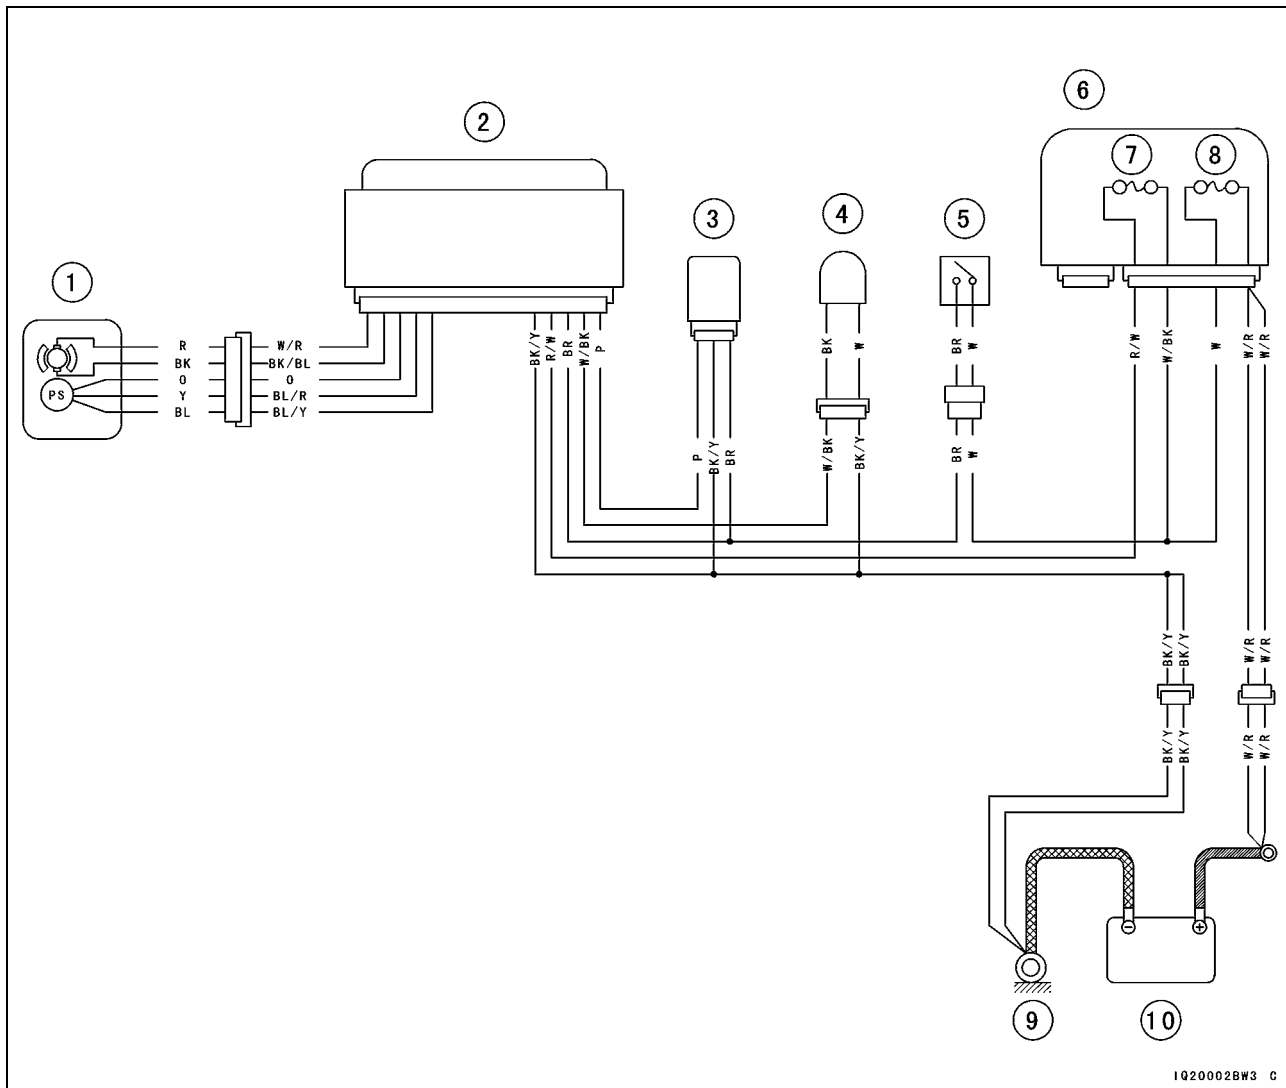 6
2
7
8
3
4
5
1
R W/R
BK BK/BL
O O
PS Y BL/R
BL BL/Y
BK/Y R/W BR W/BK P
BK W
BR W
R/W W/BK W W/R W/R
P BK/Y BR
W/BK BK/Y
BR W
BK/Y BK/Y
W/R W/R
BK/Y BK/Y
W/R W/R
9
10
IQ20002BW3 C